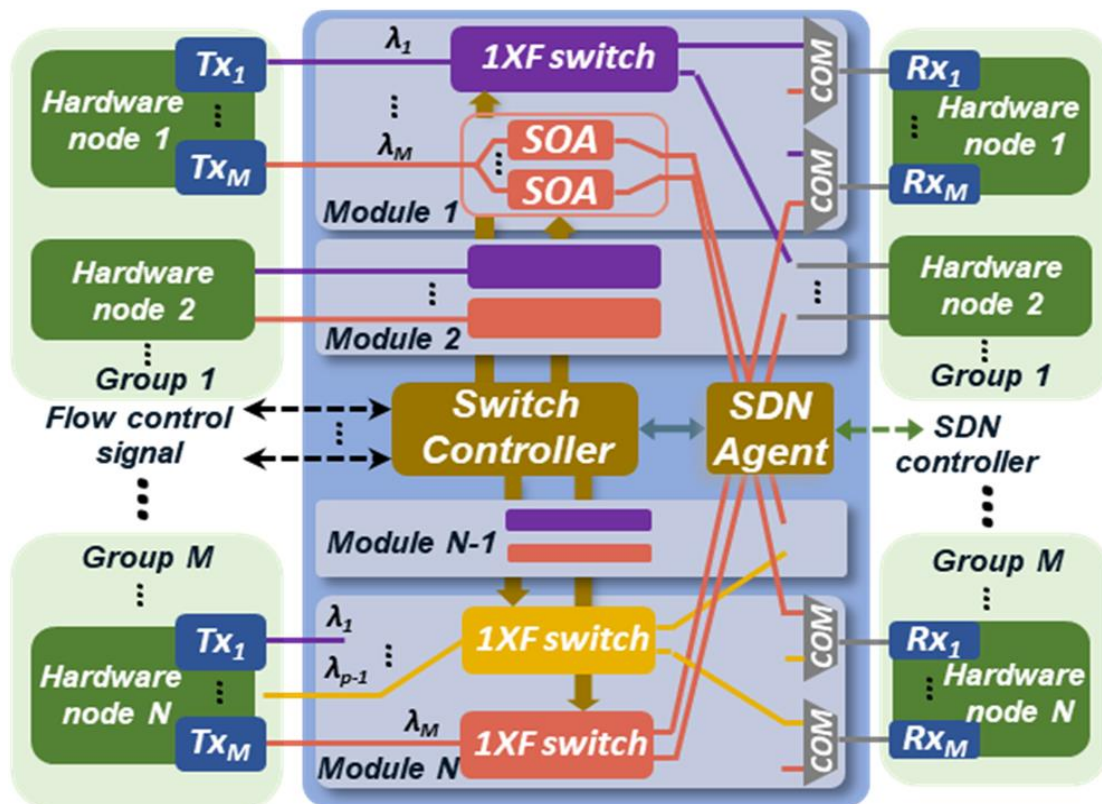 Hardware
node 1
Tx1
TxM
Hardware
node 2
Group 1
λ1
1XF switch
λM
SOA
SOA
Module 1
Module 2
COM
COM
Rx1
Hardware
node 1
RxM
Hardware
node 2
Group 1
Flow control
signal
Switch
Controller
SDN
Agent
SDN
controller
Group M
Tx1
Hardware
node N
TxM
Module N-1
λ1
λp-1
1XF switch
λM
1XF switch
Module N
COM
COM
Group M
Rx1
Hardware
node N
RxM